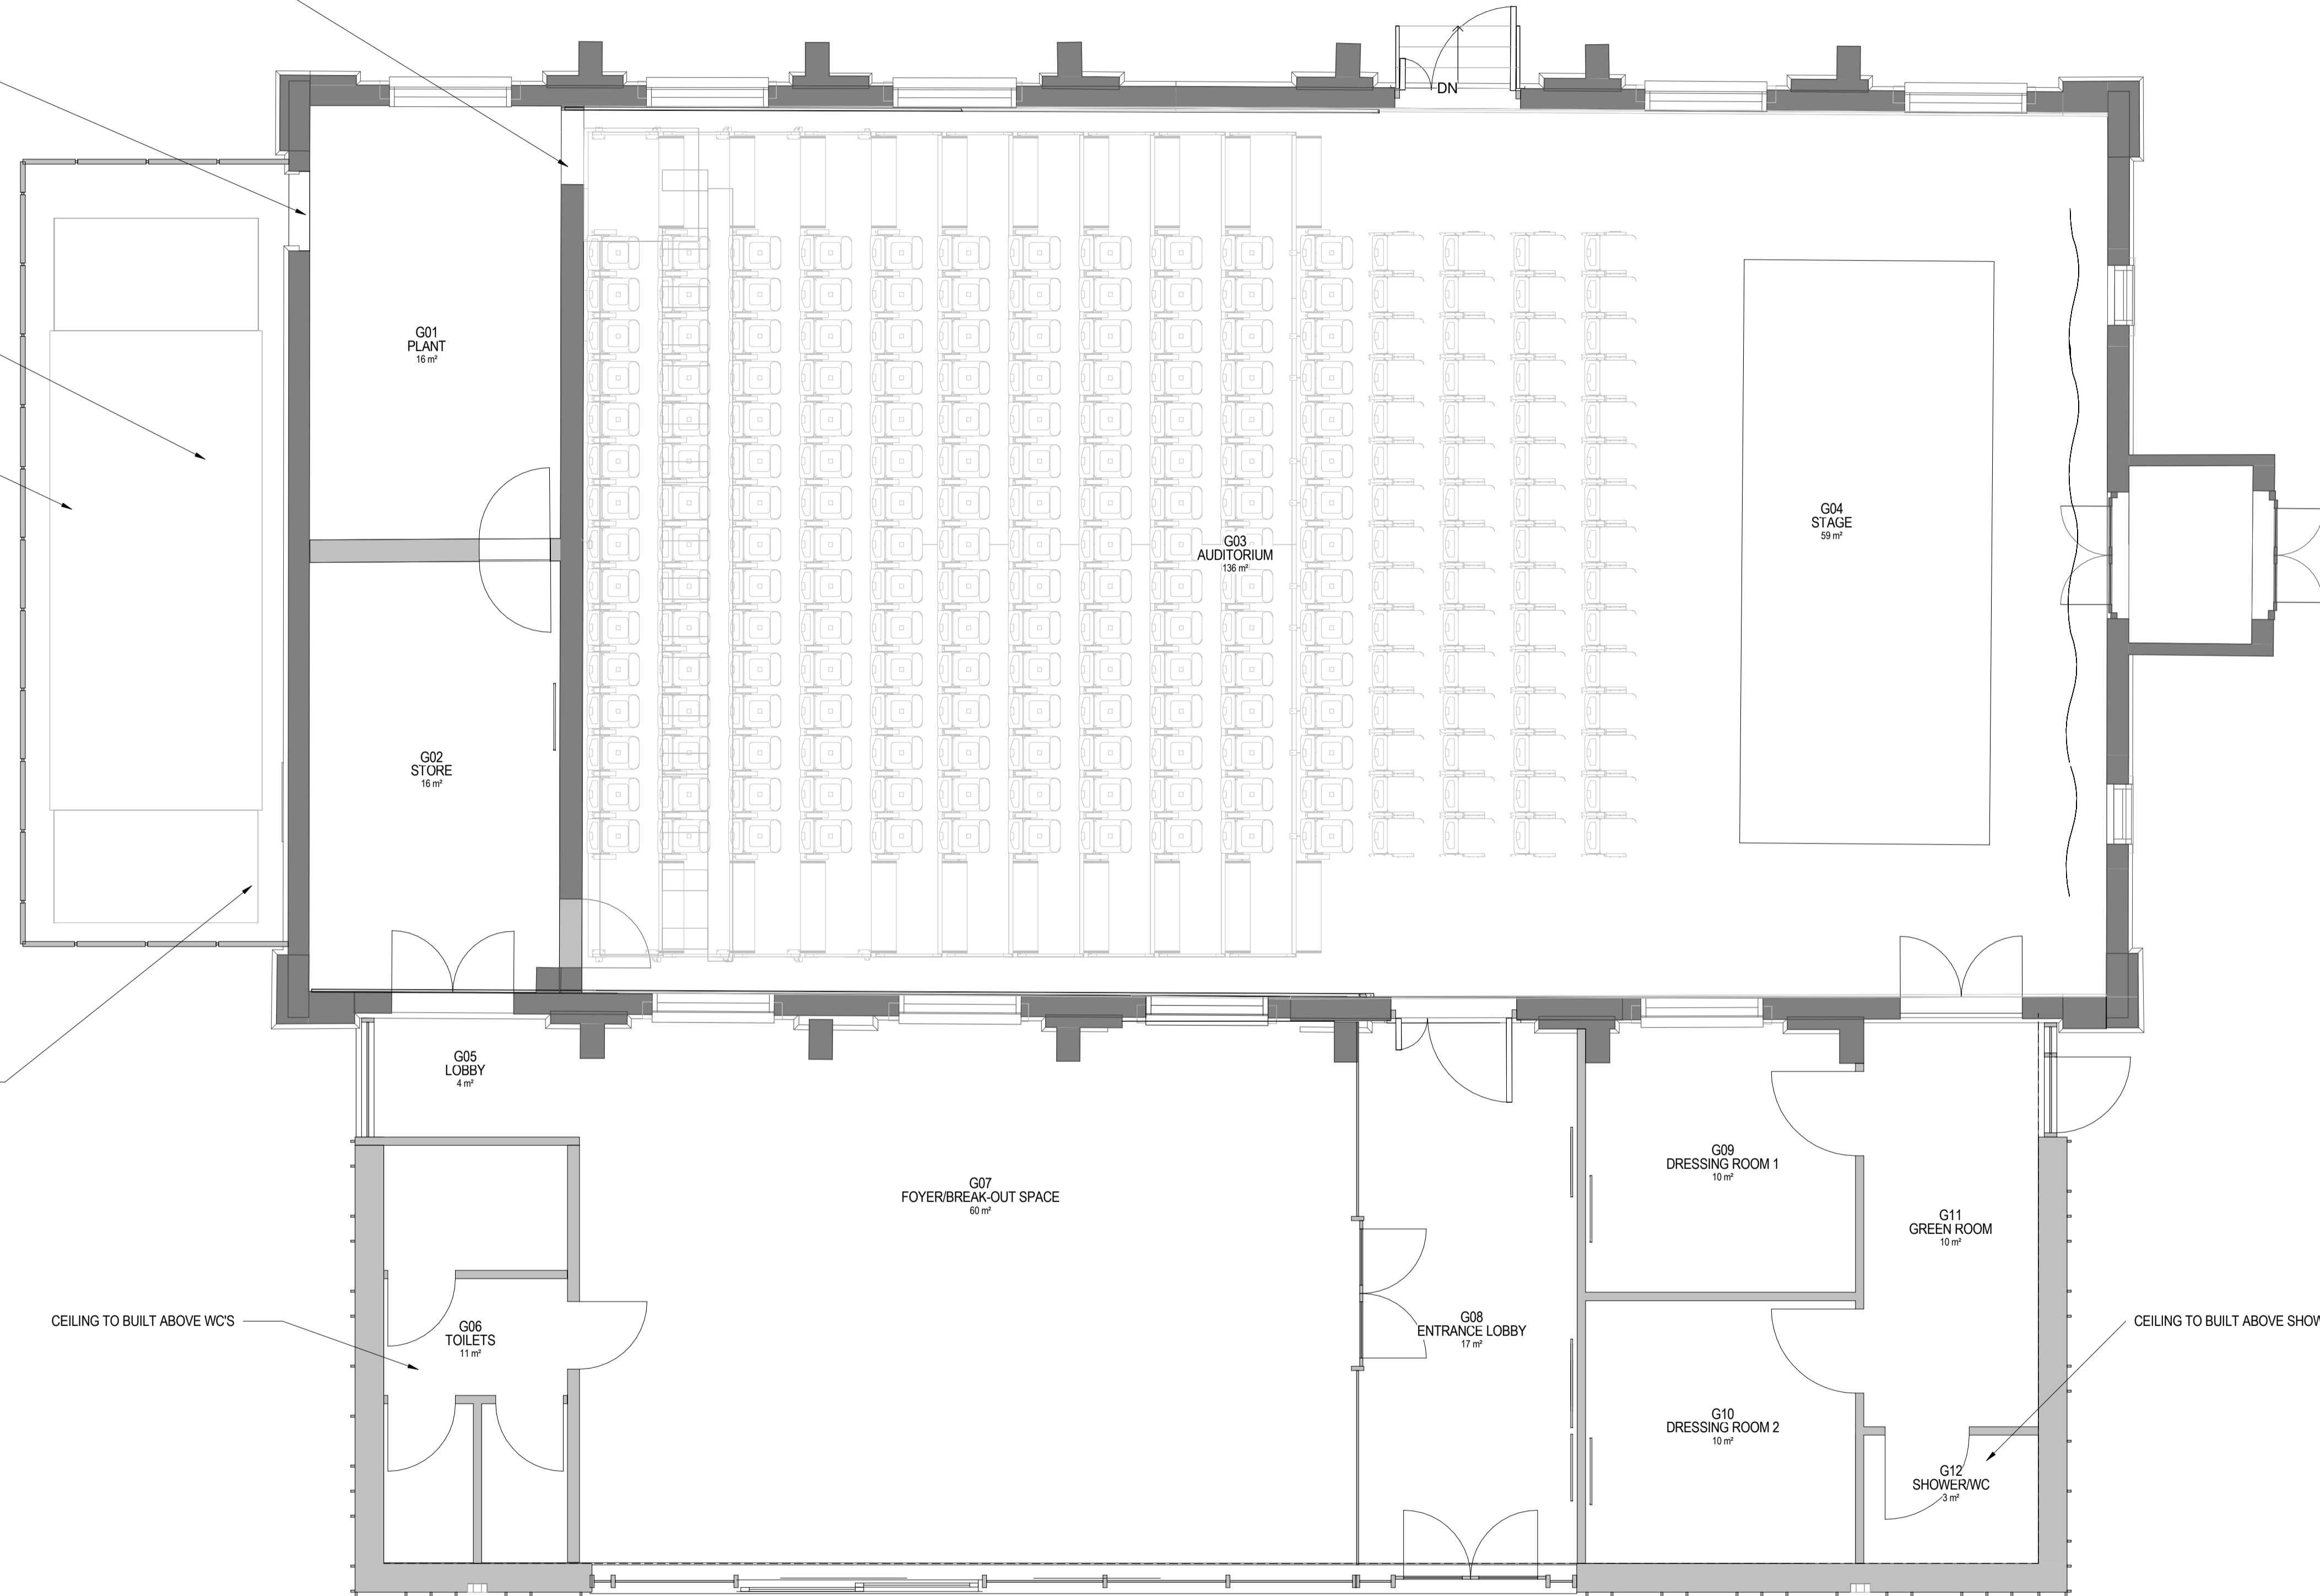 DN
G01
PLANT
16 m²
G04
STAGE
59 m²
G03
AUDITORIUM
136 m²
G02
STORE
16 m²
G05
LOBBY
4 m²
G07
FOYER/BREAK-OUT SPACE
60 m²
G09
DRESSING ROOM 1
10 m²
G11
GREEN ROOM
10 m²
CEILING TO BUILT ABOVE WC'S
G06
TOILETS
11 m²
G08
ENTRANCE LOBBY
17 m²
CEILING TO BUILT ABOVE SHOW
G10
DRESSING ROOM 2
10 m²
G12
SHOWER/WC
3 m²